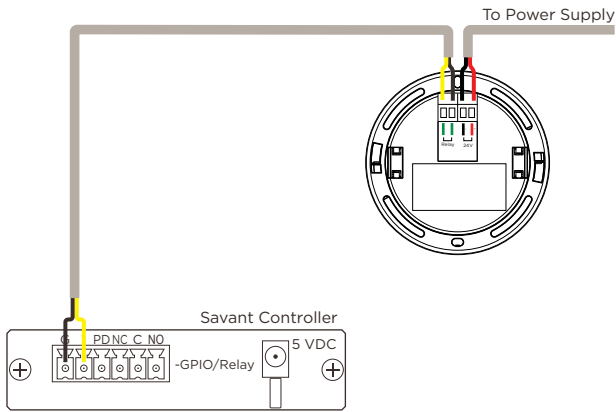 To Power Supply
Relay 24V
Savant Controller
G PD NC C NO
5 VDC
-GPIO/Relay